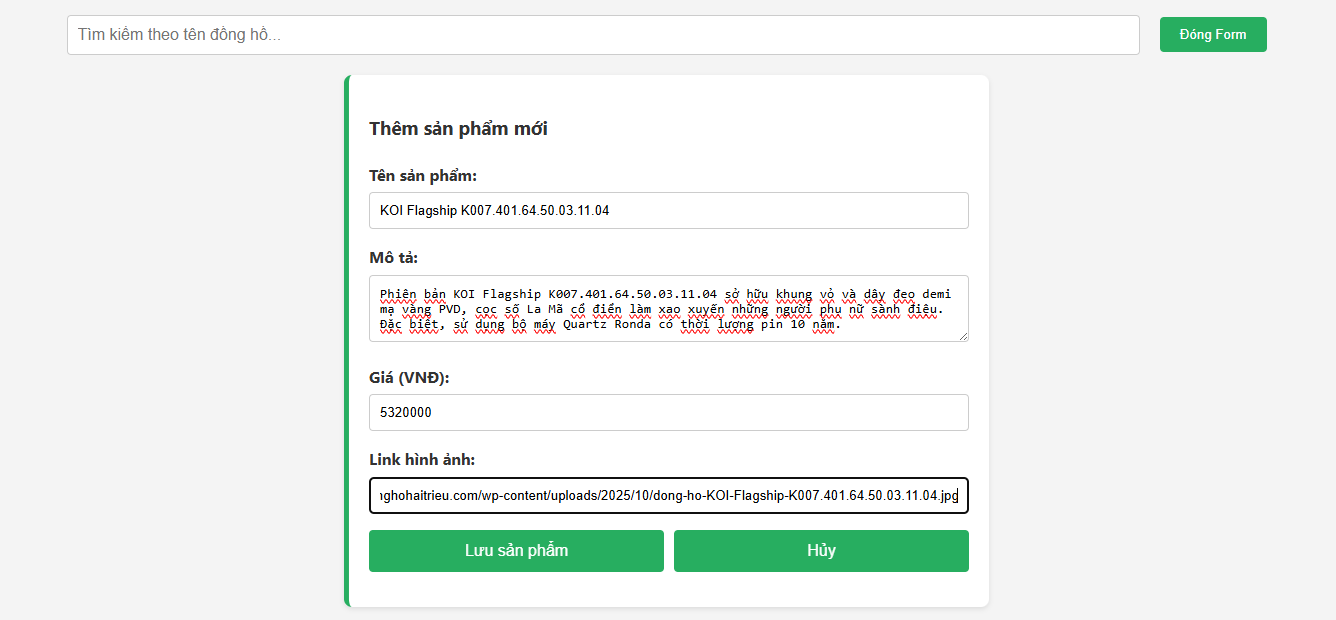 Tìm kiếm theo tên đồng hồ...
Đóng Form
Thêm sản phẩm mới
Tên sản phẩm:
KOI Flagship K007.401.64.50.03.11.04
Mô tả:
Phiên bản KOI Flagship K007.401.64.50.03.11.04 sở hữu khung vỏ và dây đeo demi
mạ vàng PVD, cọc số La Mã cổ điển làm xao xuyến những người phụ nữ sành điệu.
Đặc biệt, sử dụng bộ máy Quartz Ronda có thời lượng pin 10 năm.
Giá (VNĐ):
5320000
Link hình ảnh:
nghohaitrieu.com/wp-content/uploads/2025/10/dong-ho-KOI-Flagship-K007.401.64.50.03.11.04.jpg
Lưu sản phẩm
Hủy